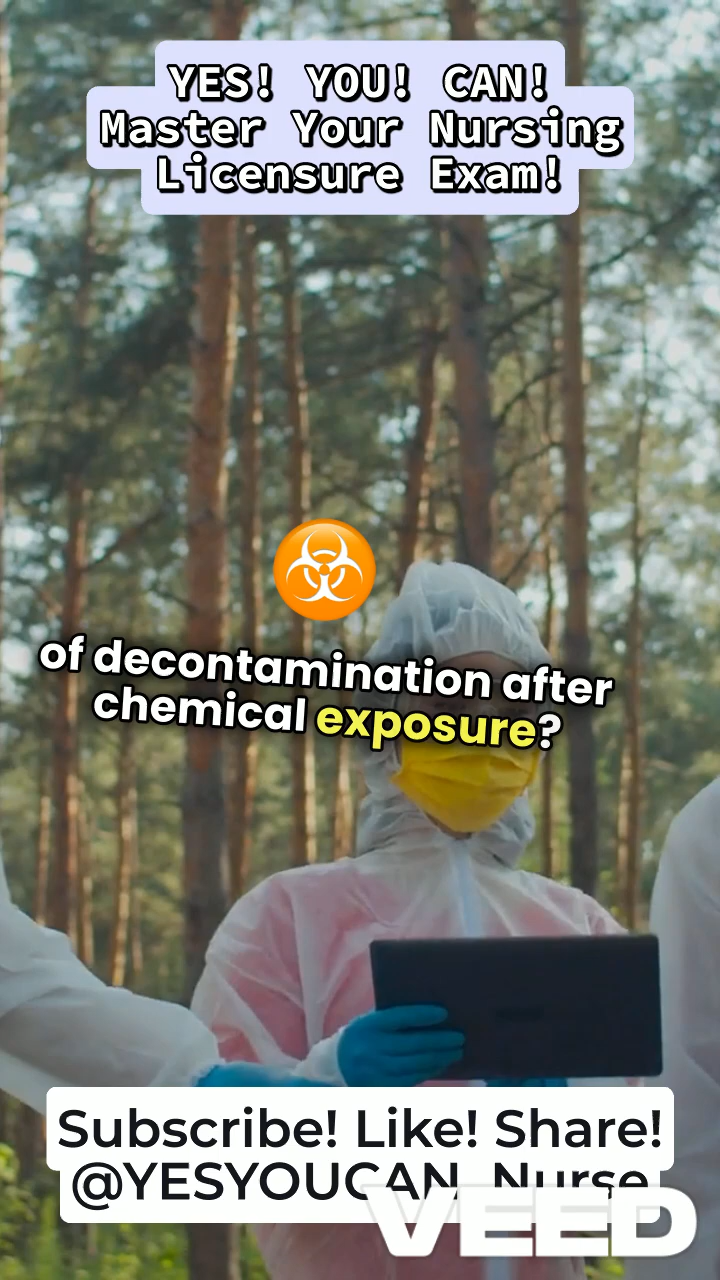 YES! YOU! CAN!
Master Your Nursing
Licensure Exam!
of decontamination after
chemical exposure?
Subscribe! Like! Share!
@YESYOUCAN_Nurse
VEED